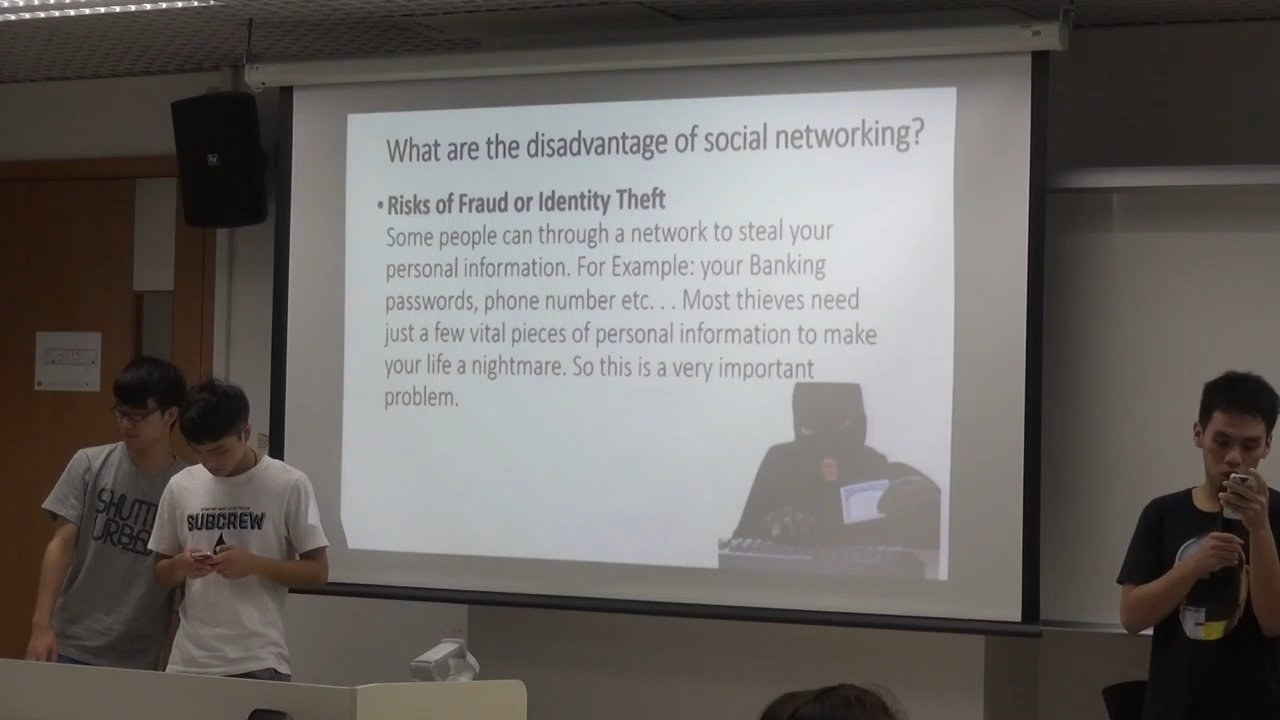 What are the disadvantage of social networking?
• Risks of Fraud or Identity Theft
Some people can through a network to steal your
personal information. For Example: your Banking
passwords, phone number etc. . . Most thieves need
just a few vital pieces of personal information to make
your life a nightmare. So this is a very important
problem.
SUBCREW